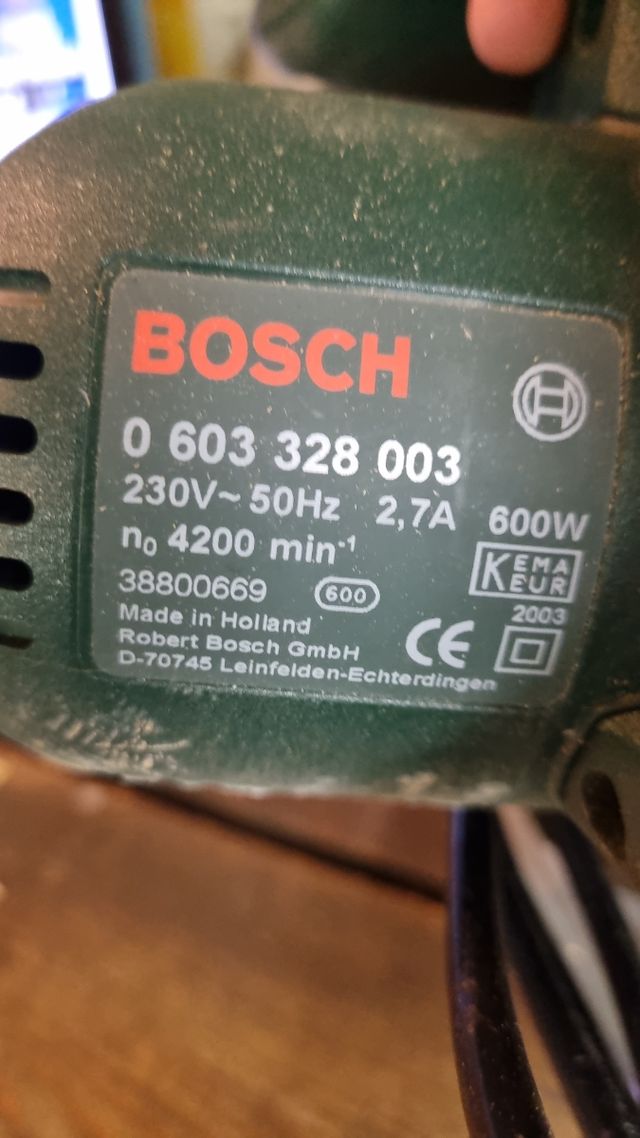 BOSCH
0 603 328 003
230V~ 50Hz 2,7A 600W
n0 4200 min-1
38800669 600
KEMA EUR
2003
Made in Holland
Robert Bosch GmbH
CE
D-70745 Leinfelden-Echterdingen